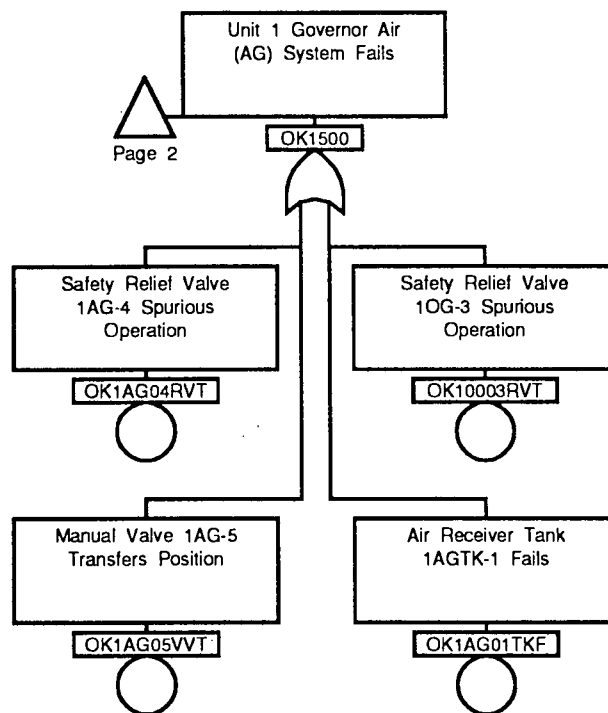 Unit 1 Governor Air
(AG) System Fails
Page 2
OK1500
Safety Relief Valve
1AG-4 Spurious
Operation
OK1AG04RVT
Safety Relief Valve
1OG-3 Spurious
Operation
OK10003RVT
Manual Valve 1AG-5
Transfers Position
OK1AG05VVT
Air Receiver Tank
1AGTK-1 Fails
OK1AG01TKF